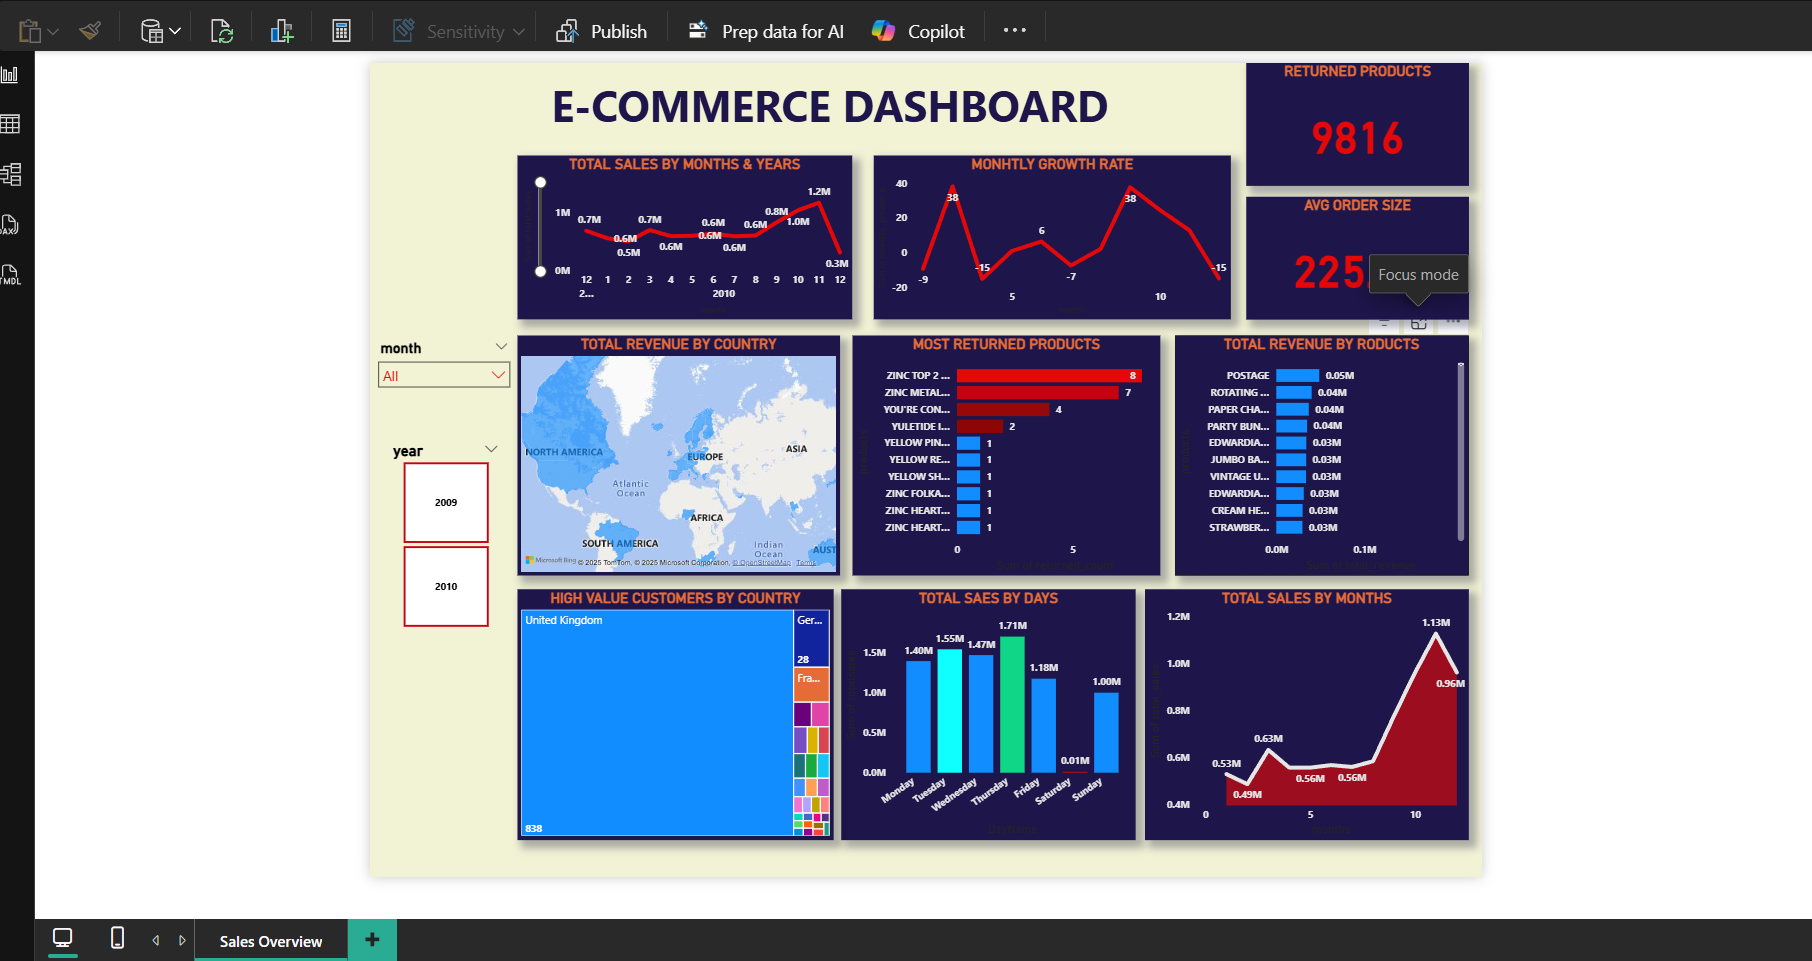 Sensitivity
Publish
Prep data for AI
Copilot
E-COMMERCE DASHBOARD
RETURNED PRODUCTS
9816
AVG ORDER SIZE
225
Focus mode
TOTAL SALES BY MONTHS & YEARS
1M
0M
0.7M
0.6M
0.5M
0.7M
0.6M
0.6M
0.6M
0.6M
0.6M
0.8M
1.0M
1.2M
0.3M
12 1 2 3 4 5 6 7 8 9 10 11 12
2... 2010
MONHTLY GROWTH RATE
40
20
0
-20
-9
38
-15
6
-7
38
-15
5 10
month
All
year
2009
2010
TOTAL REVENUE BY COUNTRY
NORTH AMERICA
EUROPE
ASIA
Atlantic
Ocean
AFRICA
SOUTH AMERICA
Indian
Ocean
AUST
Microsoft Bing
© 2025 TomTom, © 2025 Microsoft Corporation, © OpenStreetMap Terms
MOST RETURNED PRODUCTS
ZINC TOP 2 ... 8
ZINC METAL... 7
YOU'RE CON... 4
YULETIDE I... 2
YELLOW PIN... 1
YELLOW RE... 1
YELLOW SH... 1
ZINC FOLKA... 1
ZINC HEART... 1
ZINC HEART... 1
0 5
TOTAL REVENUE BY RODUCTS
POSTAGE 0.05M
ROTATING ... 0.04M
PAPER CHA... 0.04M
PARTY BUN... 0.04M
EDWARDIA... 0.03M
JUMBO BA... 0.03M
VINTAGE U... 0.03M
EDWARDIA... 0.03M
CREAM HE... 0.03M
STRAWBER... 0.03M
0.0M 0.1M
HIGH VALUE CUSTOMERS BY COUNTRY
United Kingdom
838
Ger...
28
Fra...
TOTAL SAES BY DAYS
1.5M
1.0M
0.5M
0.0M
1.40M
1.55M
1.47M
1.71M
1.18M
0.01M
1.00M
Monday
Tuesday
Wednesday
Thursday
Friday
Saturday
Sunday
TOTAL SALES BY MONTHS
1.2M
1.0M
0.8M
0.6M
0.4M
0.53M
0.49M
0.63M
0.56M
0.56M
1.13M
0.96M
0 5 10
Sales Overview